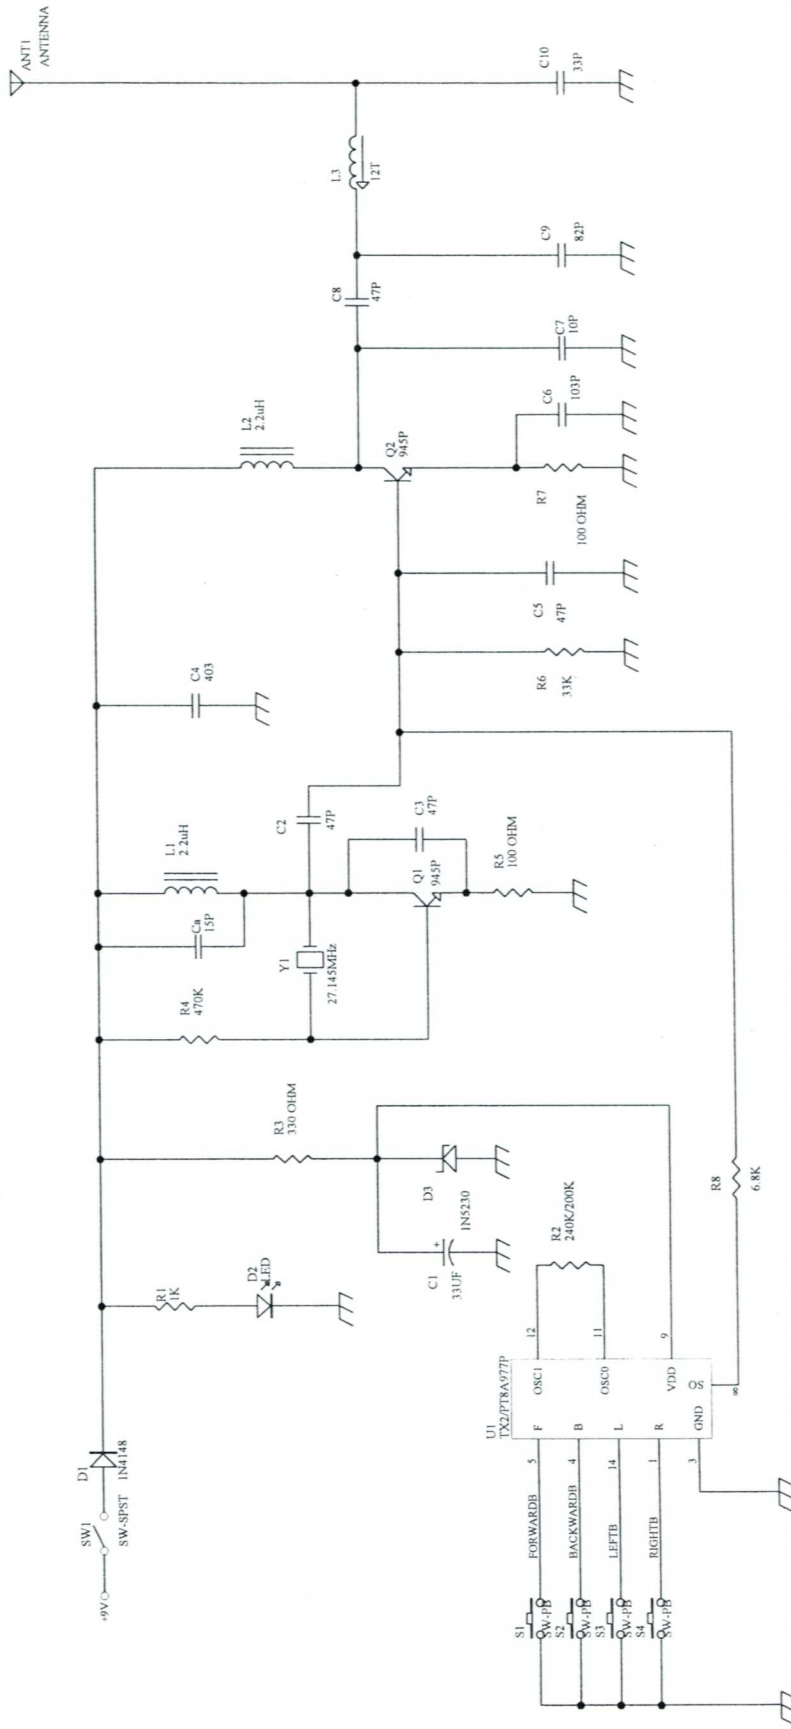 +9V
SW1
SW-SPST
D1
1N4148
R1
1K
D2
LED
R3
330 OHM
D3
1N5230
C1
+
33UF
R4
470K
Ca
15P
L1
2.2uH
Y1
27.145MHz
C2
47P
C3
47P
Q1
945P
R5
100 OHM
C4
403
L2
2.2uH
Q2
945P
R6
33K
C5
47P
R7
100 OHM
C6
103P
C7
10P
C8
47P
C9
82P
L3
12T
C10
33P
ANT1
ANTENNA
U1
TX2/PT8A977P
F
B
L
R
GND
OSC1
OSC0
VDD
SO
5
4
14
1
3
12
11
9
8
R2
240K/200K
R8
6.8K
FORWARDB
BACKWARDB
LEFTB
RIGHTB
S1
SW-PB
S2
SW-PB
S3
SW-PB
S4
SW-PB